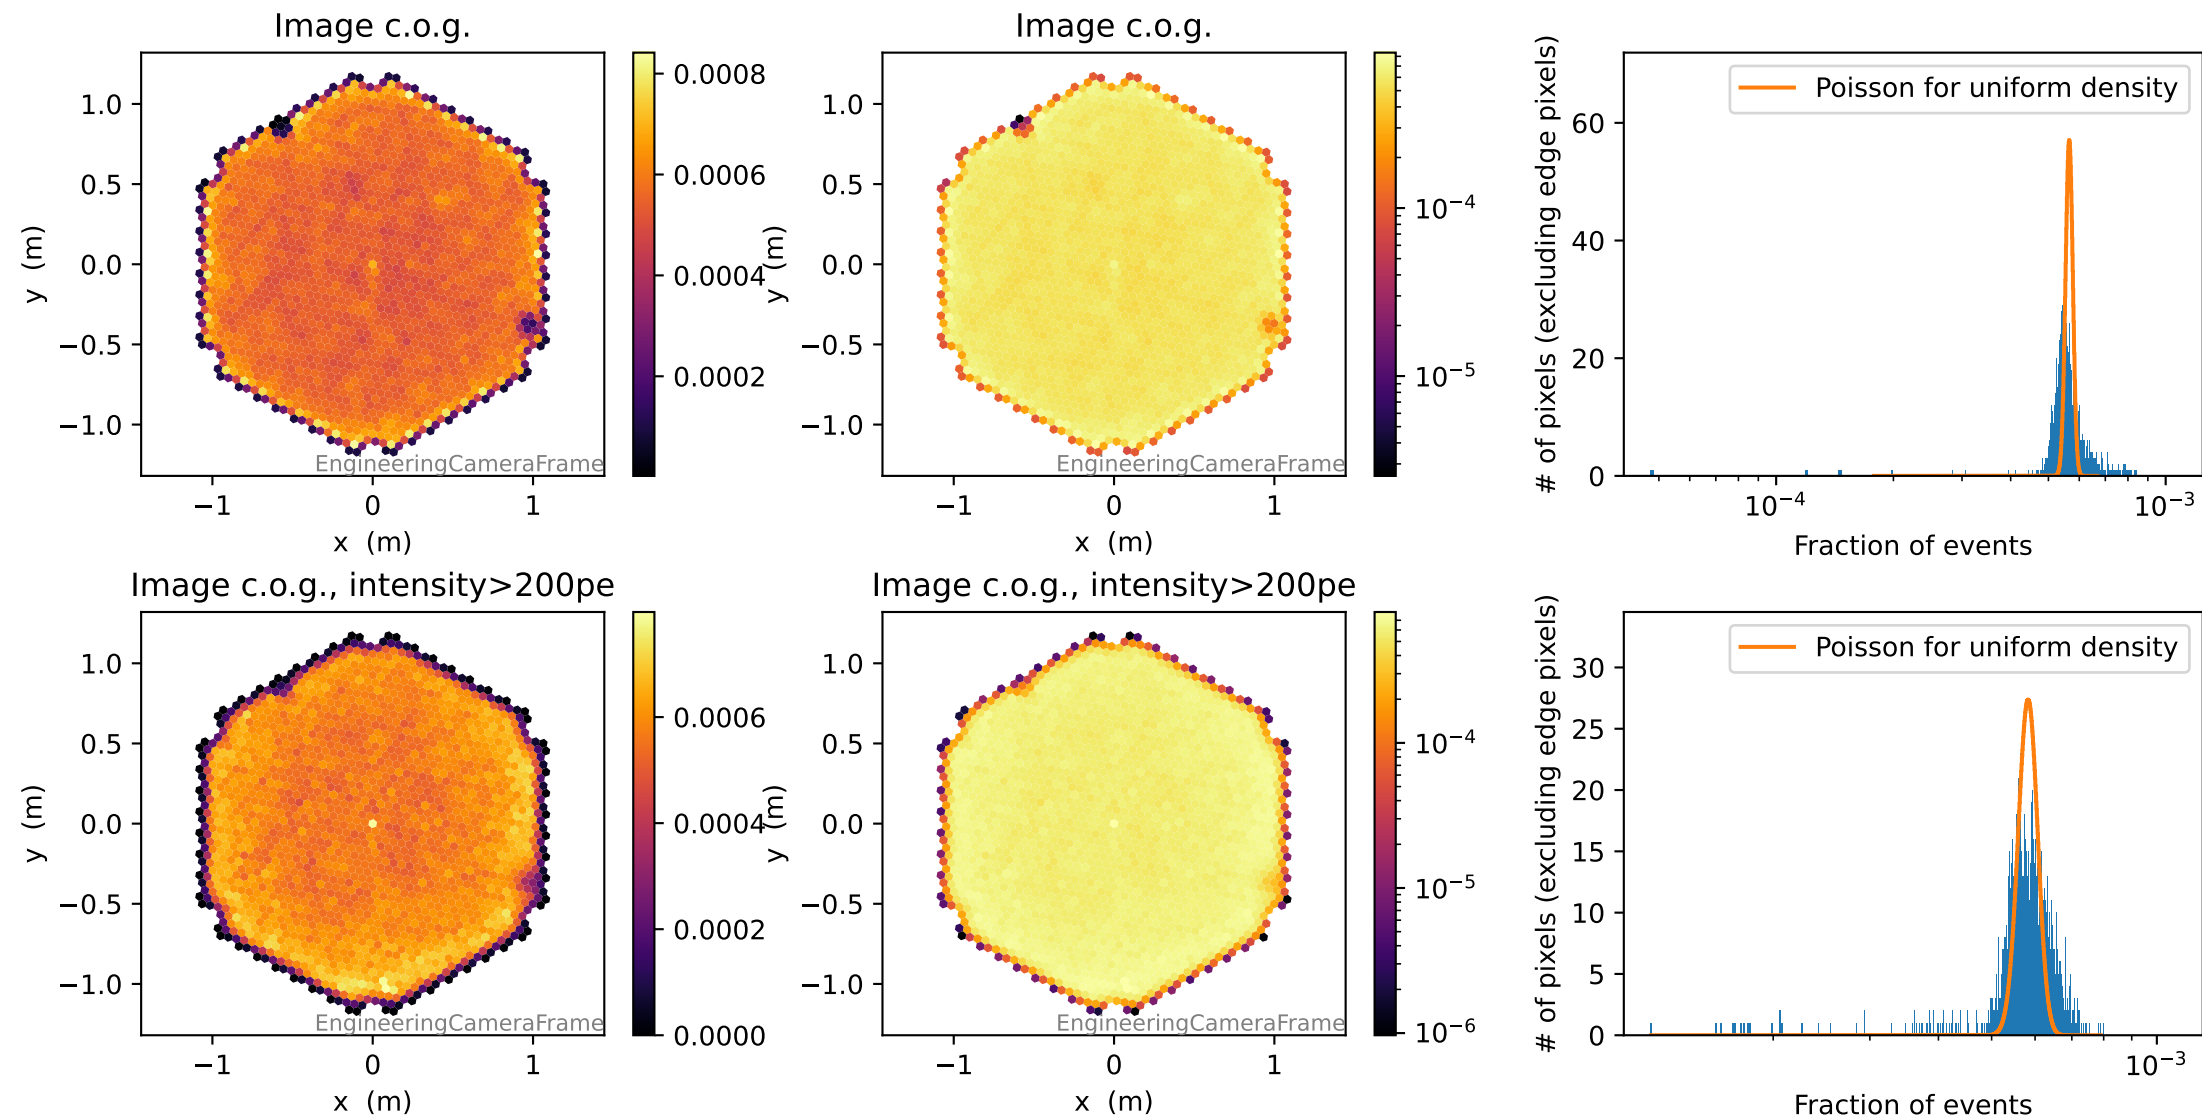 Image c.o.g.
y (m)
1.0
0.5
0.0
−0.5
−1.0
−1
0
1
x (m)
EngineeringCameraFrame
0.0008
0.0006
0.0004
0.0002
Image c.o.g.
y (m)
1.0
0.5
0.0
−0.5
−1.0
−1
0
1
x (m)
EngineeringCameraFrame
10⁻⁴
10⁻⁵
# of pixels (excluding edge pixels)
60
40
20
0
Poisson for uniform density
10⁻⁴
10⁻³
Fraction of events
Image c.o.g., intensity>200pe
y (m)
1.0
0.5
0.0
−0.5
−1.0
−1
0
1
x (m)
EngineeringCameraFrame
0.0006
0.0004
0.0002
0.0000
Image c.o.g., intensity>200pe
y (m)
1.0
0.5
0.0
−0.5
−1.0
−1
0
1
x (m)
EngineeringCameraFrame
10⁻⁴
10⁻⁵
10⁻⁶
# of pixels (excluding edge pixels)
30
25
20
15
10
5
0
Poisson for uniform density
10⁻³
Fraction of events